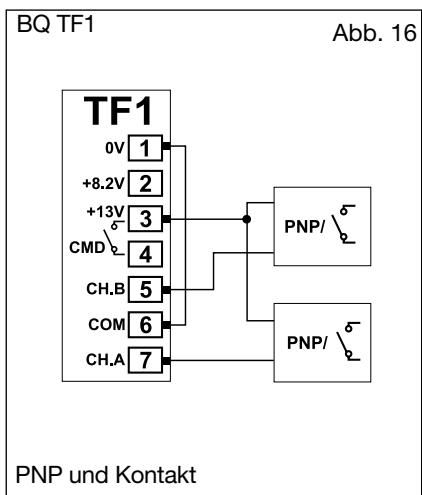 BQ TF1
Abb. 16
TF1
0V 1
+8.2V 2
+13V 3
CMD 4
CH.B 5
COM 6
CH.A 7
PNP/
PNP/
PNP und Kontakt